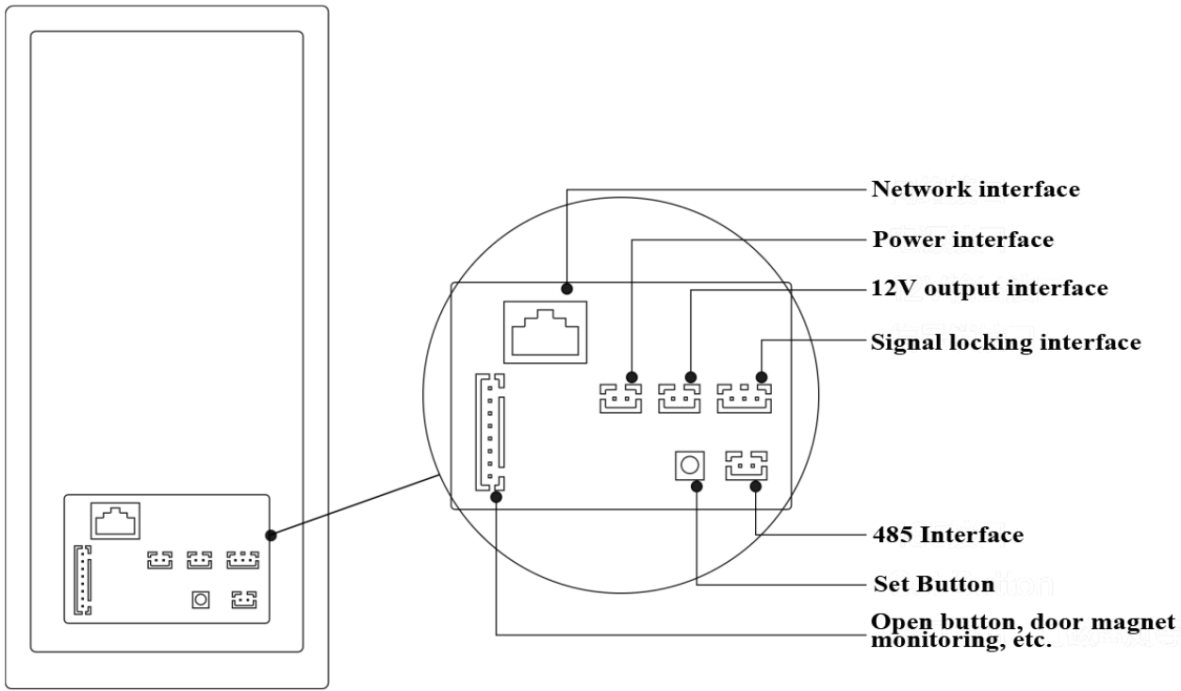 Network interface
Power interface
12V output interface
Signal locking interface
485 Interface
Set Button
Open button, door magnet
monitoring, etc.